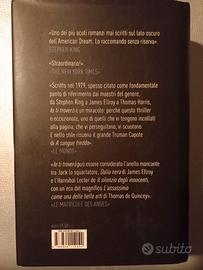 «Uno dei più acuti romanzi mai scritti sul lato oscuro
dell'American Dream. Lo raccomando senza riserve».
STEPHEN KING
«Straordinario!»
«THE NEW YORK TIMES»
«Scritto nel 1979, spesso citato come fondamentale
punto di riferimento dai maestri del genere,
da Stephen King a James Ellroy a Thomas Harris,
Io ti troverò è un miracolo: perché questo thriller
è eccezionale, uno di quelli che vi tengono incollati
alla pagina, che vi perseguitano, vi scuotono.
E nello stile colpisce il grande Truman Capote
di A sangue freddo»
«LE MONDE»
«Io ti troverò può essere considerato l'anello mancante
tra Jack lo squartatore, Dalia nera di James Ellroy
e l'Hannibal Lecter de Il silenzio degli innocenti,
con un eco del magnifico L'assassinio
come una delle belle arti di Thomas de Quincey»
«LE MATRICULE DES ANGES»
subito.it